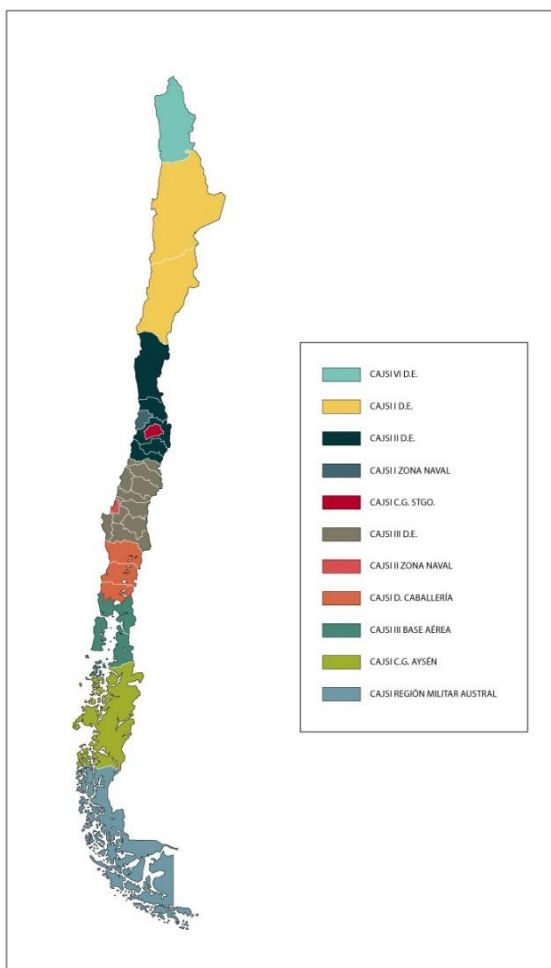 CAJSI VI D.E.
CAJSI I D.E.
CAJSI II D.E.
CAJSI I ZONA NAVAL
CAJSI C.G. STGO.
CAJSI III D.E.
CAJSI II ZONA NAVAL
CAJSI D. CABALLERÍA
CAJSI III BASE AÉREA
CAJSI C.G. AYSÉN
CAJSI REGIÓN MILITAR AUSTRAL